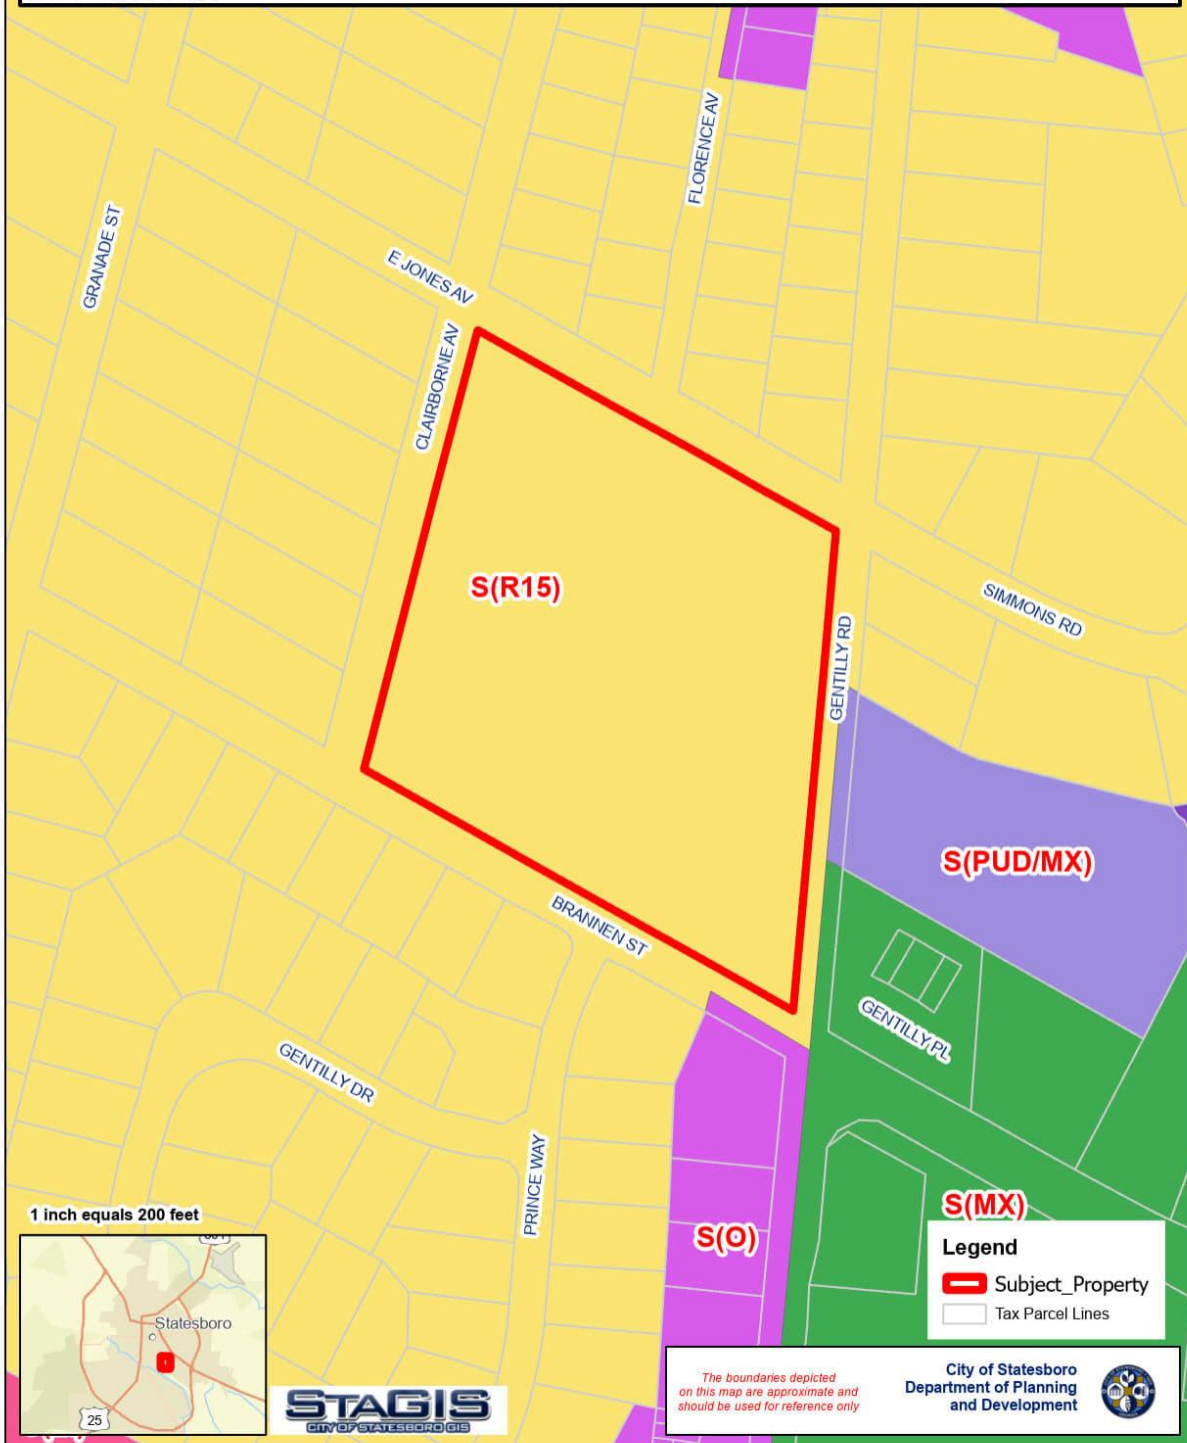 FLORENCE AV
GRANADE ST
E JONES AV
CLAIRBORNE AV
S(R15)
SIMMONS RD
GENTILLY RD
S(PUD/MX)
BRANNEN ST
GENTILLY PL
GENTILLY DR
PRINCE WAY
S(MX)
S(O)
1 inch equals 200 feet
Statesboro
25
Legend
Subject_Property
Tax Parcel Lines
STAGIS
CITY OF STATESBORO GIS
The boundaries depicted
on this map are approximate and
should be used for reference only
City of Statesboro
Department of Planning
and Development